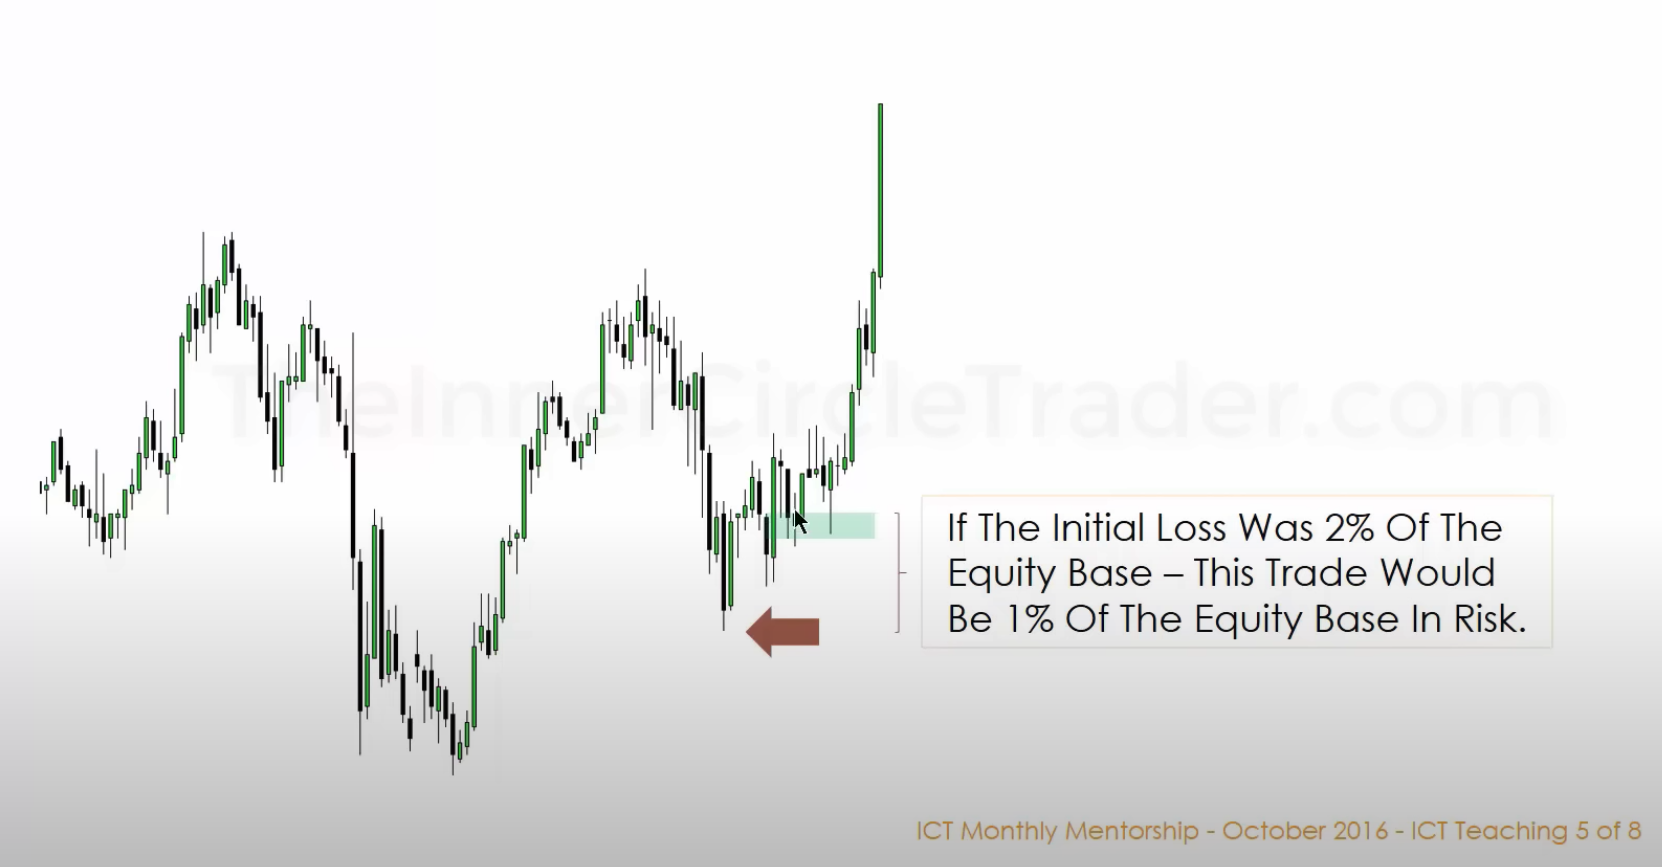 TheInnerCircleTrader.com
If The Initial Loss Was 2% Of The
Equity Base – This Trade Would
Be 1% Of The Equity Base In Risk.
ICT Monthly Mentorship - October 2016 - ICT Teaching 5 of 8